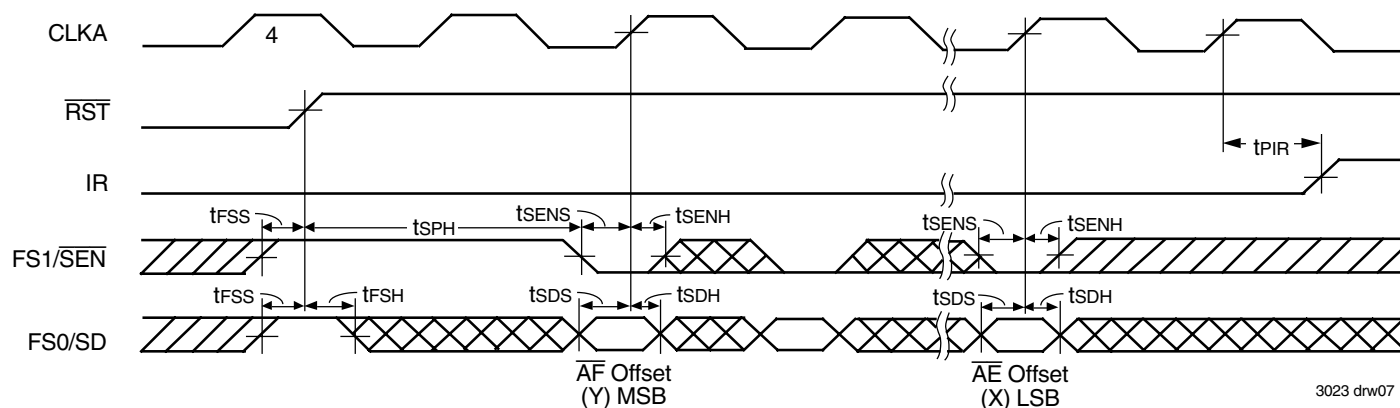 CLKA
4
RST
tPIR
IR
tFSS
tSPH
tSENS
tSENH
tSENS
tSENH
FS1/SEN
tFSS
tFSH
tSDS
tSDH
tSDS
tSDH
FS0/SD
AF Offset
(Y) MSB
AE Offset
(X) LSB
3023 drw07